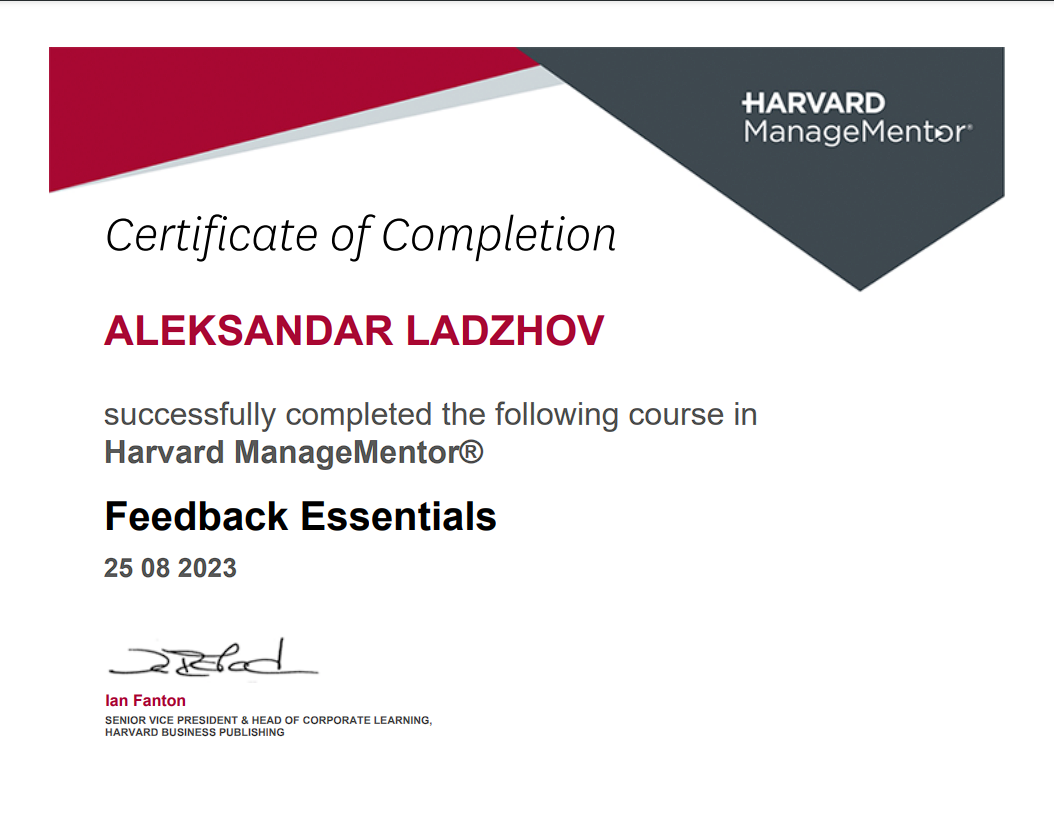 HARVARD
ManageMentor®
Certificate of Completion
ALEKSANDAR LADZHOV
successfully completed the following course in
Harvard ManageMentor®
Feedback Essentials
25 08 2023
Ian Fanton
SENIOR VICE PRESIDENT & HEAD OF CORPORATE LEARNING,
HARVARD BUSINESS PUBLISHING